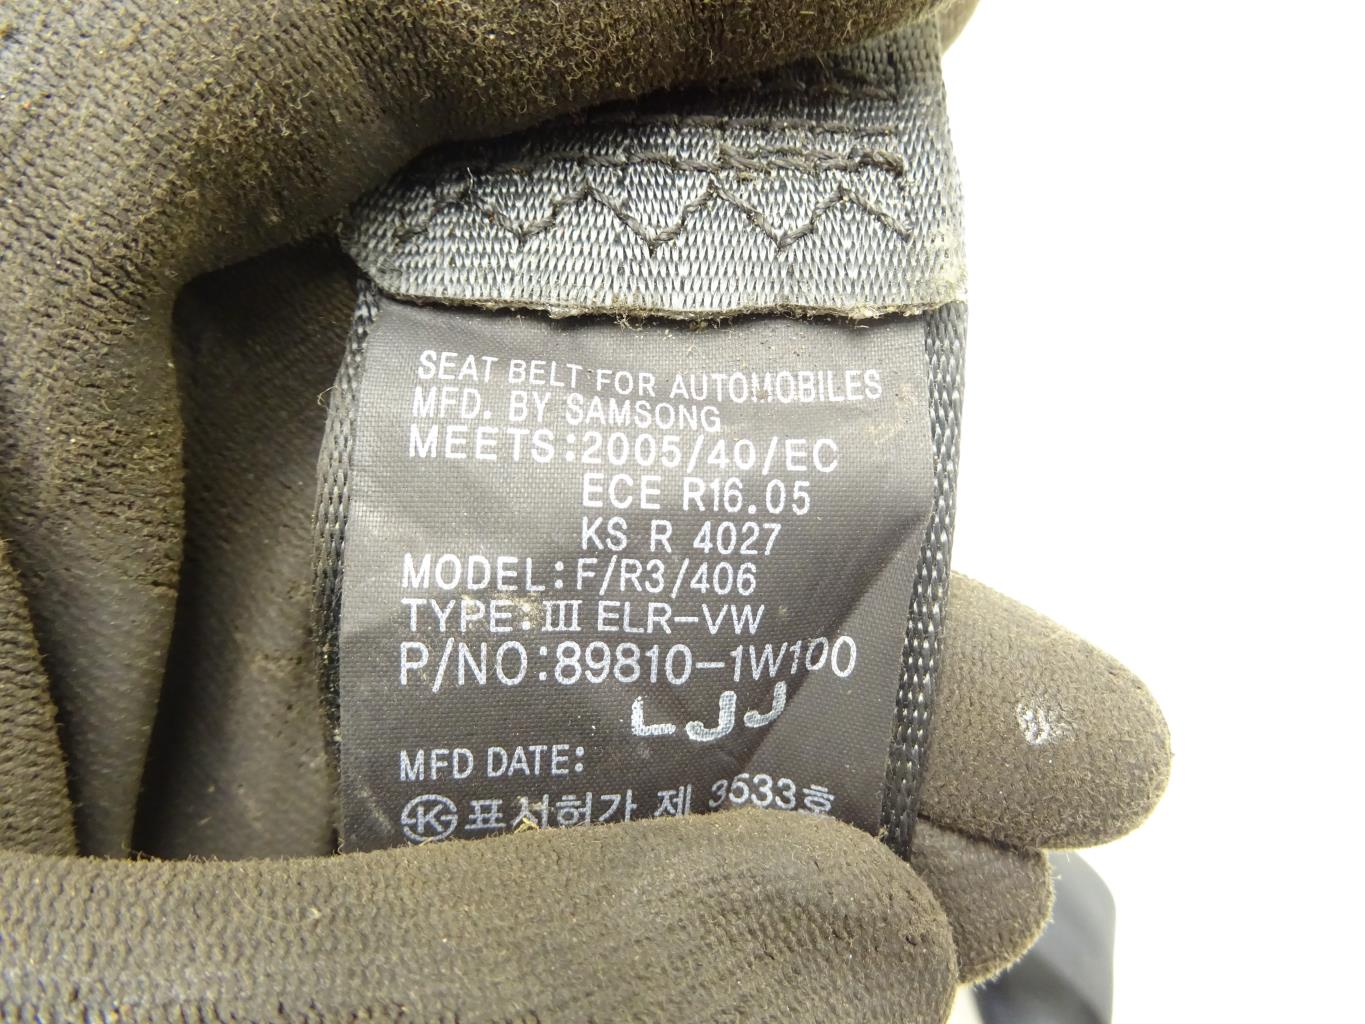 SEAT BELT FOR AUTOMOBILES
MFD. BY SAMSONG
MEETS:2005/40/EC
ECE R16.05
KS R 4027
MODEL:F/R3/406
TYPE:III ELR-VW
P/NO:89810-1W100
LJJ
MFD DATE:
K 표시허가 제 3533호